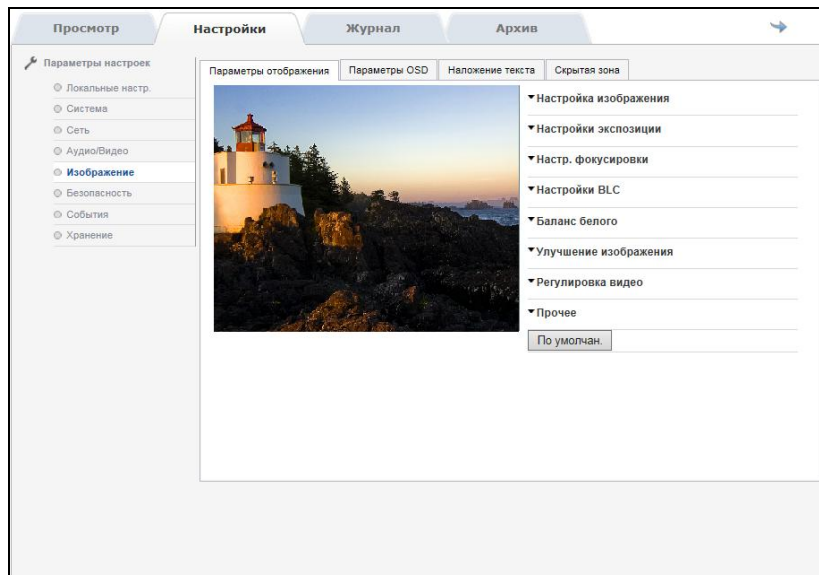 Просмотр
Настройки
Журнал
Архив
Параметры настроек
Локальные настр.
Система
Сеть
Аудио/Видео
Изображение
Безопасность
События
Хранение
Параметры отображения
Параметры OSD
Наложение текста
Скрытая зона
Настройка изображения
Настройки экспозиции
Настр. фокусировки
Настройки BLC
Баланс белого
Улучшение изображения
Регулировка видео
Прочее
По умолчан.